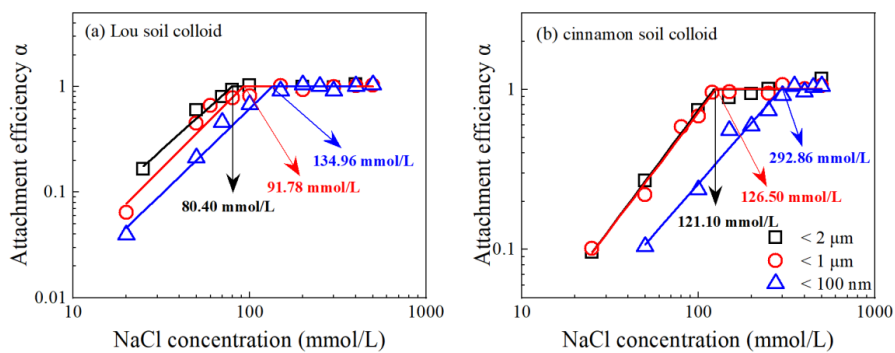 (a) Lou soil colloid
Attachment efficiency α
1
0.1
0.01
10
100
1000
NaCl concentration (mmol/L)
134.96 mmol/L
91.78 mmol/L
80.40 mmol/L
(b) cinnamon soil colloid
Attachment efficiency α
1
0.1
10
100
1000
NaCl concentration (mmol/L)
292.86 mmol/L
126.50 mmol/L
121.10 mmol/L
< 2 μm
< 1 μm
< 100 nm